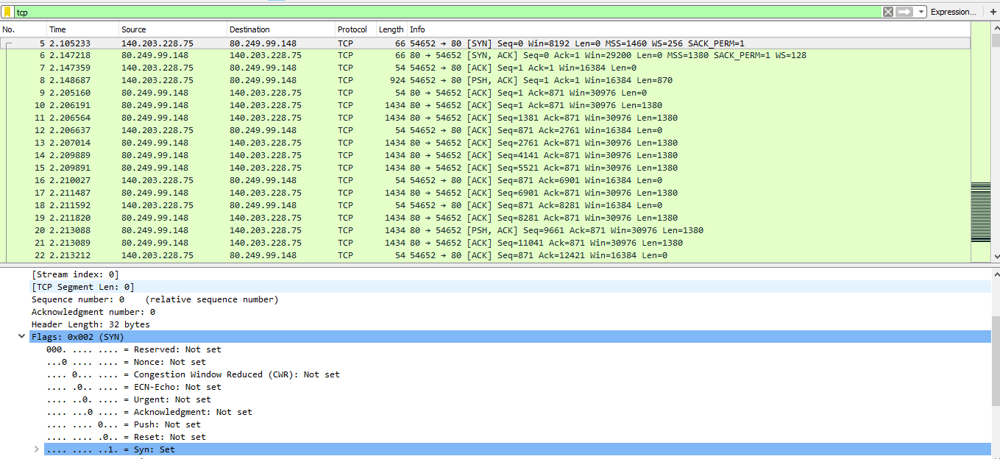 tcp Expression... +
No. Time Source Destination Protocol Length Info
5 2.105233 140.203.228.75 80.249.99.148 TCP 66 54652 → 80 [SYN] Seq=0 Win=8192 Len=0 MSS=1460 WS=256 SACK_PERM=1
6 2.147218 80.249.99.148 140.203.228.75 TCP 66 80 → 54652 [SYN, ACK] Seq=0 Ack=1 Win=29200 Len=0 MSS=1380 SACK_PERM=1 WS=128
7 2.147359 140.203.228.75 80.249.99.148 TCP 54 54652 → 80 [ACK] Seq=1 Ack=1 Win=16384 Len=0
8 2.148687 140.203.228.75 80.249.99.148 TCP 924 54652 → 80 [PSH, ACK] Seq=1 Ack=1 Win=16384 Len=870
9 2.205160 80.249.99.148 140.203.228.75 TCP 54 80 → 54652 [ACK] Seq=1 Ack=871 Win=30976 Len=0
10 2.206191 80.249.99.148 140.203.228.75 TCP 1434 80 → 54652 [ACK] Seq=1 Ack=871 Win=30976 Len=1380
11 2.206564 80.249.99.148 140.203.228.75 TCP 1434 80 → 54652 [ACK] Seq=1381 Ack=871 Win=30976 Len=1380
12 2.206637 140.203.228.75 80.249.99.148 TCP 54 54652 → 80 [ACK] Seq=871 Ack=2761 Win=16384 Len=0
13 2.207014 80.249.99.148 140.203.228.75 TCP 1434 80 → 54652 [ACK] Seq=2761 Ack=871 Win=30976 Len=1380
14 2.209889 80.249.99.148 140.203.228.75 TCP 1434 80 → 54652 [ACK] Seq=4141 Ack=871 Win=30976 Len=1380
15 2.209891 80.249.99.148 140.203.228.75 TCP 1434 80 → 54652 [ACK] Seq=5521 Ack=871 Win=30976 Len=1380
16 2.210027 140.203.228.75 80.249.99.148 TCP 54 54652 → 80 [ACK] Seq=871 Ack=6901 Win=16384 Len=0
17 2.211487 80.249.99.148 140.203.228.75 TCP 1434 80 → 54652 [ACK] Seq=6901 Ack=871 Win=30976 Len=1380
18 2.211592 140.203.228.75 80.249.99.148 TCP 54 54652 → 80 [ACK] Seq=871 Ack=8281 Win=16384 Len=0
19 2.211820 80.249.99.148 140.203.228.75 TCP 1434 80 → 54652 [ACK] Seq=8281 Ack=871 Win=30976 Len=1380
20 2.213088 80.249.99.148 140.203.228.75 TCP 1434 80 → 54652 [PSH, ACK] Seq=9661 Ack=871 Win=30976 Len=1380
21 2.213089 80.249.99.148 140.203.228.75 TCP 1434 80 → 54652 [ACK] Seq=11041 Ack=871 Win=30976 Len=1380
22 2.213212 140.203.228.75 80.249.99.148 TCP 54 54652 → 80 [ACK] Seq=871 Ack=12421 Win=16384 Len=0
[Stream index: 0]
[TCP Segment Len: 0]
Sequence number: 0 (relative sequence number)
Acknowledgment number: 0
Header Length: 32 bytes
Flags: 0x002 (SYN)
000. .... .... = Reserved: Not set
...0 .... .... = Nonce: Not set
.... 0... .... = Congestion Window Reduced (CWR): Not set
.... .0.. .... = ECN-Echo: Not set
.... ..0. .... = Urgent: Not set
.... ...0 .... = Acknowledgment: Not set
.... .... 0... = Push: Not set
.... .... .0.. = Reset: Not set
.... .... ..1. = Syn: Set